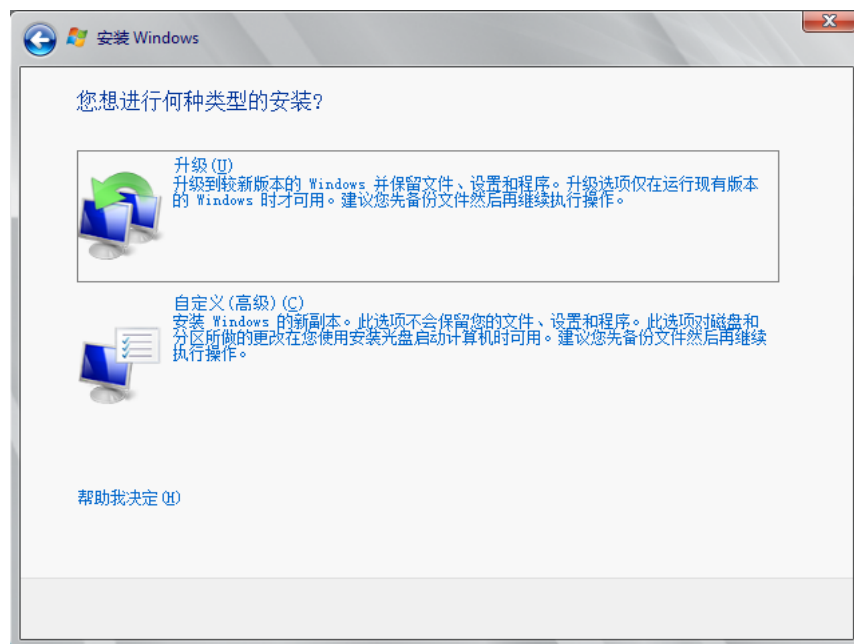 安装 Windows
您想进行何种类型的安装?
升级(U)
升级到较新版本的 Windows 并保留文件、设置和程序。升级选项仅在运行现有版本
的 Windows 时才可用。建议您先备份文件然后再继续执行操作。
自定义(高级)(C)
安装 Windows 的新副本。此选项不会保留您的文件、设置和程序。此选项对磁盘和
分区所做的更改在您使用安装光盘启动计算机时可用。建议您先备份文件然后再继续
执行操作。
帮助我决定(H)